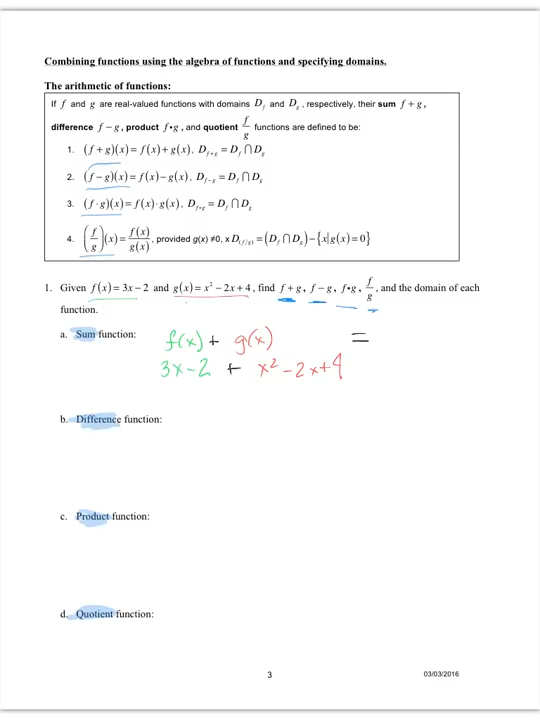 Combining functions using the algebra of functions and specifying domains.
The arithmetic of functions:
If f and g are real-valued functions with domains D_f and D_g, respectively, their sum f + g,
difference f − g, product f•g, and quotient f/g functions are defined to be:
1. (f + g)(x) = f(x) + g(x), D_{f+g} = D_f ∩ D_g
2. (f − g)(x) = f(x) − g(x), D_{f−g} = D_f ∩ D_g
3. (f · g)(x) = f(x) · g(x), D_{f•g} = D_f ∩ D_g
4. (f/g)(x) = f(x)/g(x), provided g(x) ≠0, x D_{(f/g)} = (D_f ∩ D_g) − {x|g(x) = 0}
1. Given f(x) = 3x − 2 and g(x) = x² − 2x + 4, find f + g, f − g, f•g, f/g, and the domain of each
function.
a. Sum function:
f(x) + g(x) =
3x − 2 + x² − 2x + 4
b. Difference function:
c. Product function:
d. Quotient function:
3
03/03/2016